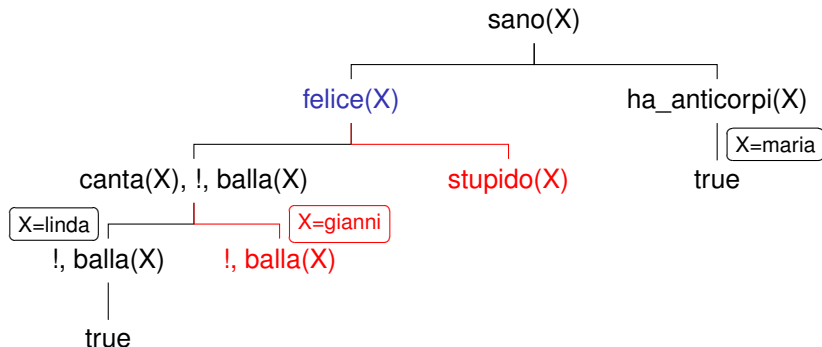 sano(X)
felice(X)
ha_anticorpi(X)
X=maria
canta(X), !, balla(X)
stupido(X)
true
X=linda
X=gianni
!, balla(X)
!, balla(X)
true